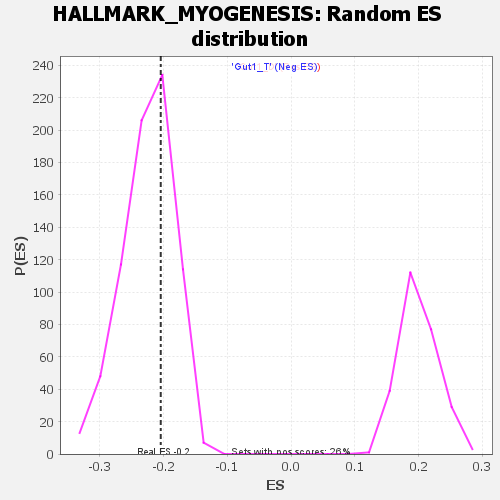 HALLMARK_MYOGENESIS: Random ES
distribution
'Gut1_T' (Neg ES))
240
220
200
180
160
140
120
100
80
60
40
20
0
P(ES)
Real ES -0.2
Sets with pos scores: 26%
-0.3 -0.2 -0.1 0.0 0.1 0.2 0.3
ES